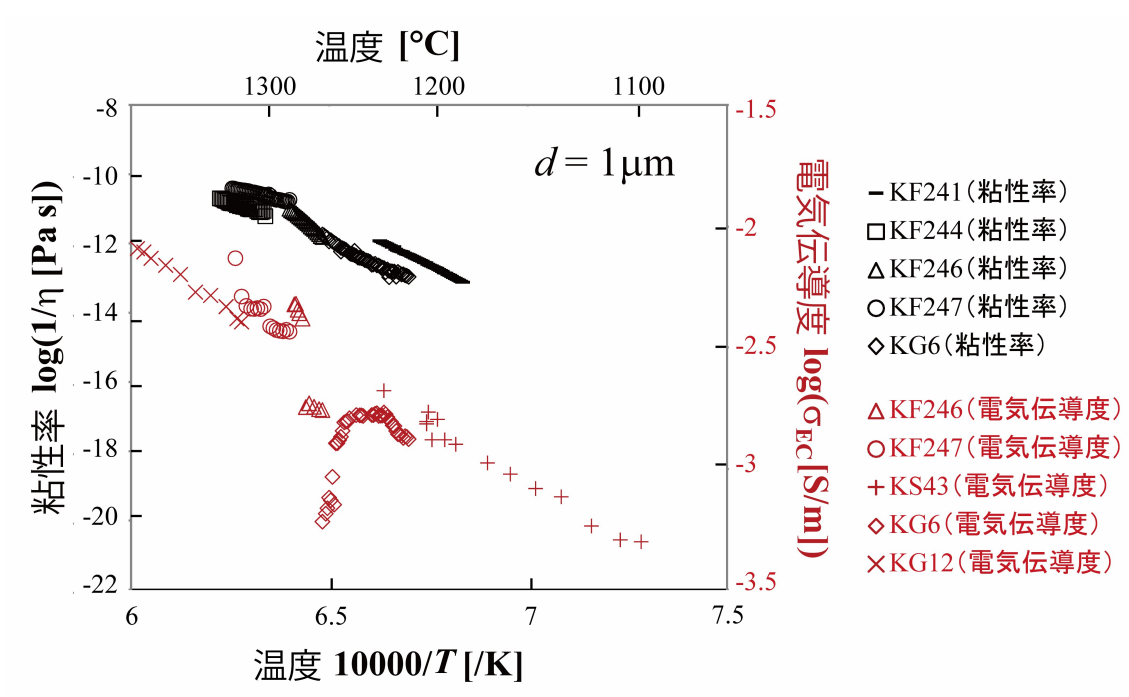 温度 [°C]
1300 1200 1100
-8
-10
-12
-14
-16
-18
-20
-22
粘性率 log(1/η [Pa s])
d = 1μm
-1.5
-2
-2.5
-3
-3.5
電気伝導度 log(σEC[S/m])
6 6.5 7 7.5
温度 10000/T [/K]
KF241(粘性率)
KF244(粘性率)
KF246(粘性率)
KF247(粘性率)
KG6(粘性率)
KF246(電気伝導度)
KF247(電気伝導度)
KS43(電気伝導度)
KG6(電気伝導度)
KG12(電気伝導度)